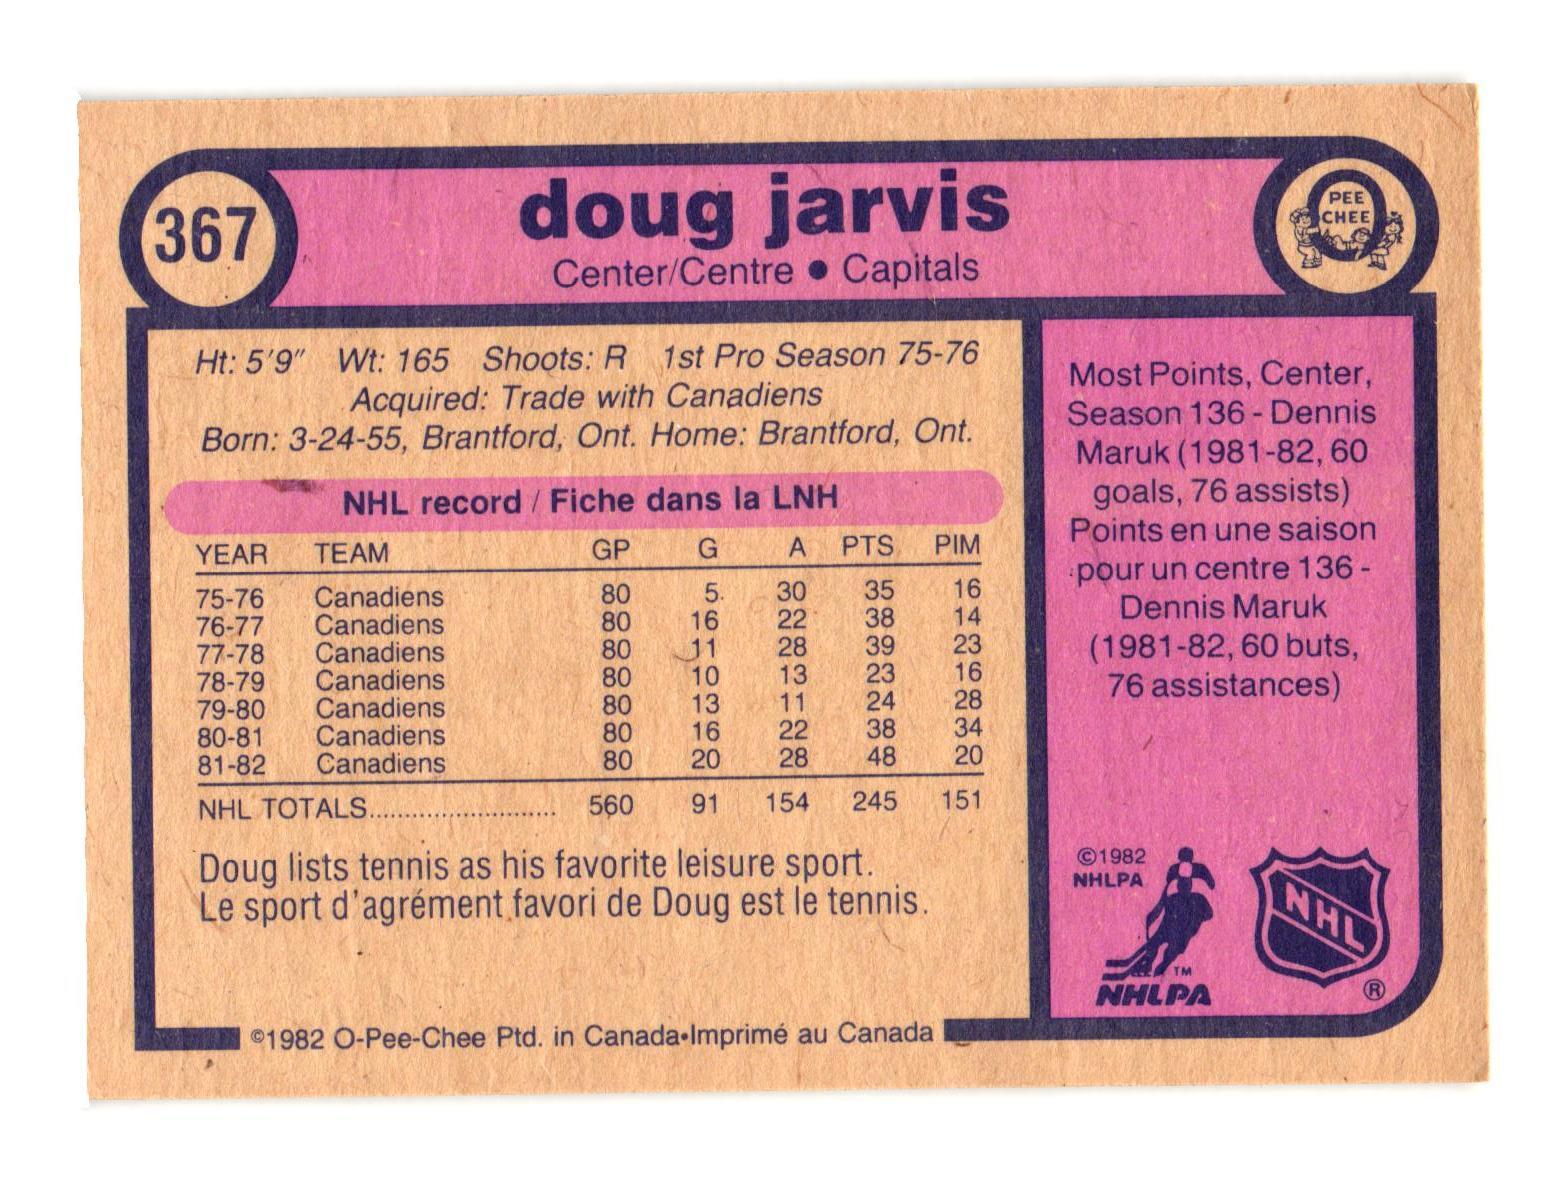 367
doug jarvis
Center/Centre • Capitals
PEE
CHEE
Ht: 5'9" Wt: 165 Shoots: R 1st Pro Season 75-76
Acquired: Trade with Canadiens
Born: 3-24-55, Brantford, Ont. Home: Brantford, Ont.
NHL record / Fiche dans la LNH
YEAR TEAM GP G A PTS PIM
75-76 Canadiens 80 5 30 35 16
76-77 Canadiens 80 16 22 38 14
77-78 Canadiens 80 11 28 39 23
78-79 Canadiens 80 10 13 23 16
79-80 Canadiens 80 13 11 24 28
80-81 Canadiens 80 16 22 38 34
81-82 Canadiens 80 20 28 48 20
NHL TOTALS.......................... 560 91 154 245 151
Doug lists tennis as his favorite leisure sport.
Le sport d'agrément favori de Doug est le tennis.
©1982 O-Pee-Chee Ptd. in Canada•Imprimé au Canada
Most Points, Center,
Season 136 - Dennis
Maruk (1981-82, 60
goals, 76 assists)
Points en une saison
pour un centre 136 -
Dennis Maruk
(1981-82, 60 buts,
76 assistances)
©1982
NHLPA
TM
NHLPA
NHL
®